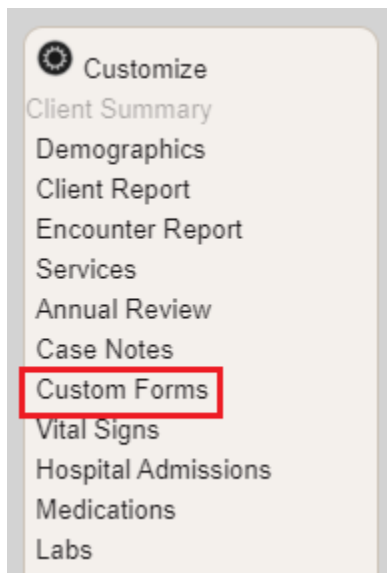 Customize
Client Summary
Demographics
Client Report
Encounter Report
Services
Annual Review
Case Notes
Custom Forms
Vital Signs
Hospital Admissions
Medications
Labs